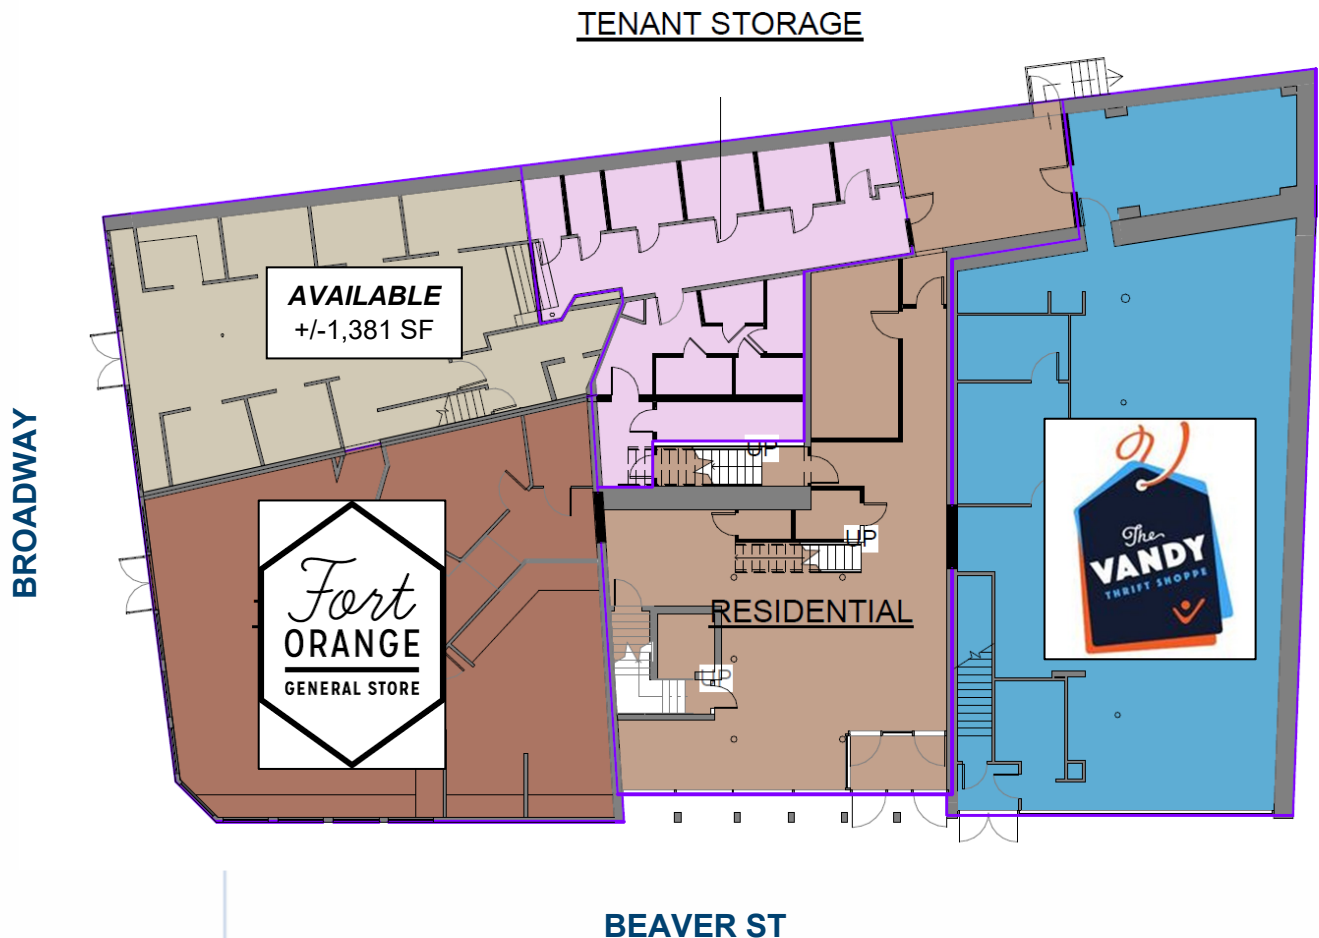 TENANT STORAGE
AVAILABLE
+/-1,381 SF
BROADWAY
UP
UP
The
VANDY
THRIFT SHOPPE
Fort
ORANGE
GENERAL STORE
RESIDENTIAL
UP
BEAVER ST